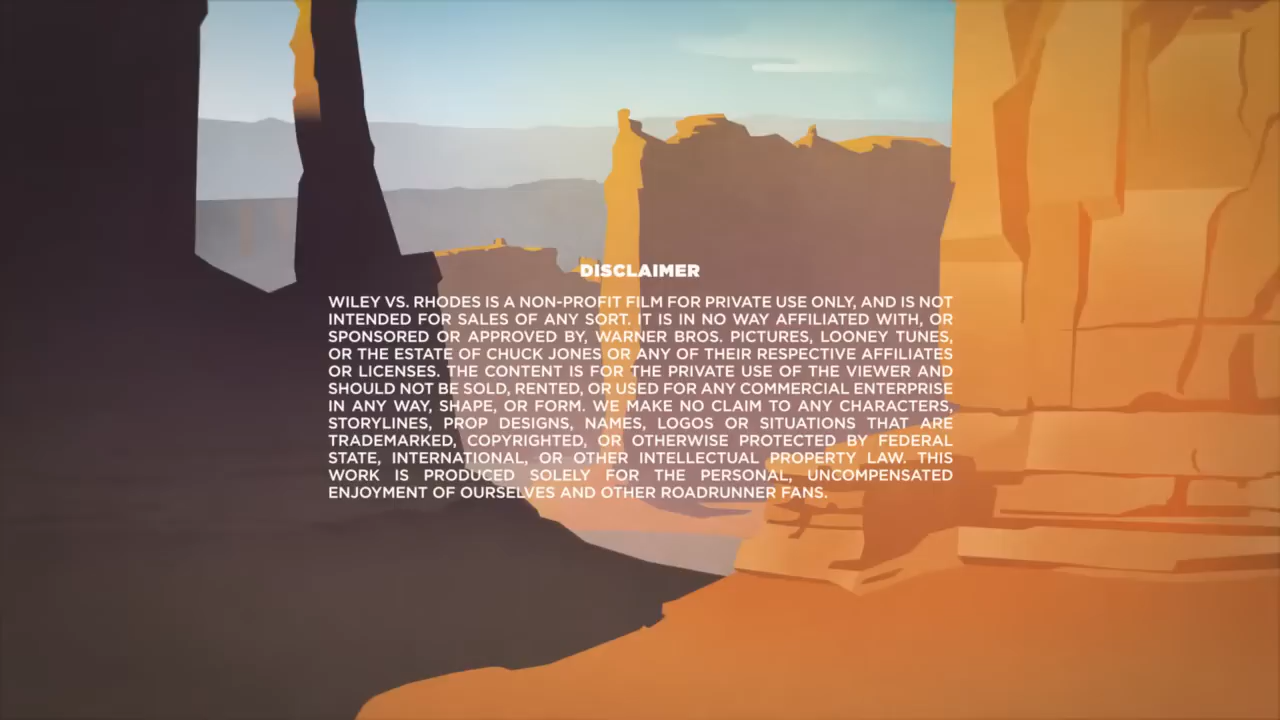 DISCLAIMER
WILEY VS. RHODES IS A NON-PROFIT FILM FOR PRIVATE USE ONLY, AND IS NOT
INTENDED FOR SALES OF ANY SORT. IT IS IN NO WAY AFFILIATED WITH, OR
SPONSORED OR APPROVED BY, WARNER BROS. PICTURES, LOONEY TUNES,
OR THE ESTATE OF CHUCK JONES OR ANY OF THEIR RESPECTIVE AFFILIATES
OR LICENSES. THE CONTENT IS FOR THE PRIVATE USE OF THE VIEWER AND
SHOULD NOT BE SOLD, RENTED, OR USED FOR ANY COMMERCIAL ENTERPRISE
IN ANY WAY, SHAPE, OR FORM. WE MAKE NO CLAIM TO ANY CHARACTERS,
STORYLINES, PROP DESIGNS, NAMES, LOGOS OR SITUATIONS THAT ARE
TRADEMARKED, COPYRIGHTED, OR OTHERWISE PROTECTED BY FEDERAL
STATE, INTERNATIONAL, OR OTHER INTELLECTUAL PROPERTY LAW. THIS
WORK IS PRODUCED SOLELY FOR THE PERSONAL, UNCOMPENSATED
ENJOYMENT OF OURSELVES AND OTHER ROADRUNNER FANS.